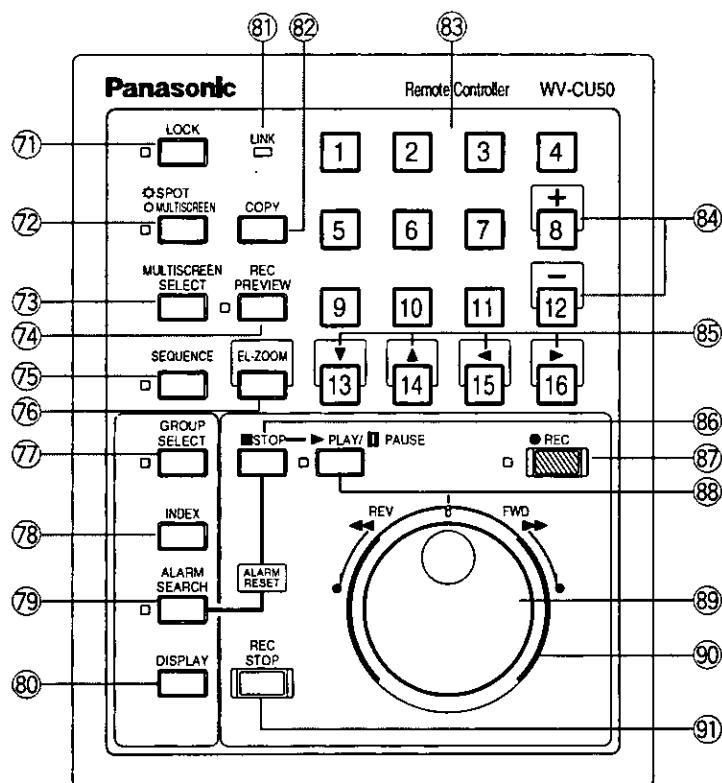 81 82 83
Panasonic Remote Controller WV-CU50
71 LOCK LINK 1 2 3 4
72 SPOT
MULTISCREEN COPY 5 6 7 + 8 84
73 MULTISCREEN
SELECT REC
PREVIEW 9 10 11 − 12
74 85
75 SEQUENCE EL-ZOOM ▼ 13 ▲ 14 ◀ 15 ▶ 16
76 86
77 GROUP
SELECT ■STOP ▶ PLAY/❚❚ PAUSE ● REC 87
88
78 INDEX ◀◀ REV FWD ▶▶
79 ALARM
SEARCH ALARM
RESET 89
90
80 DISPLAY REC
STOP
91